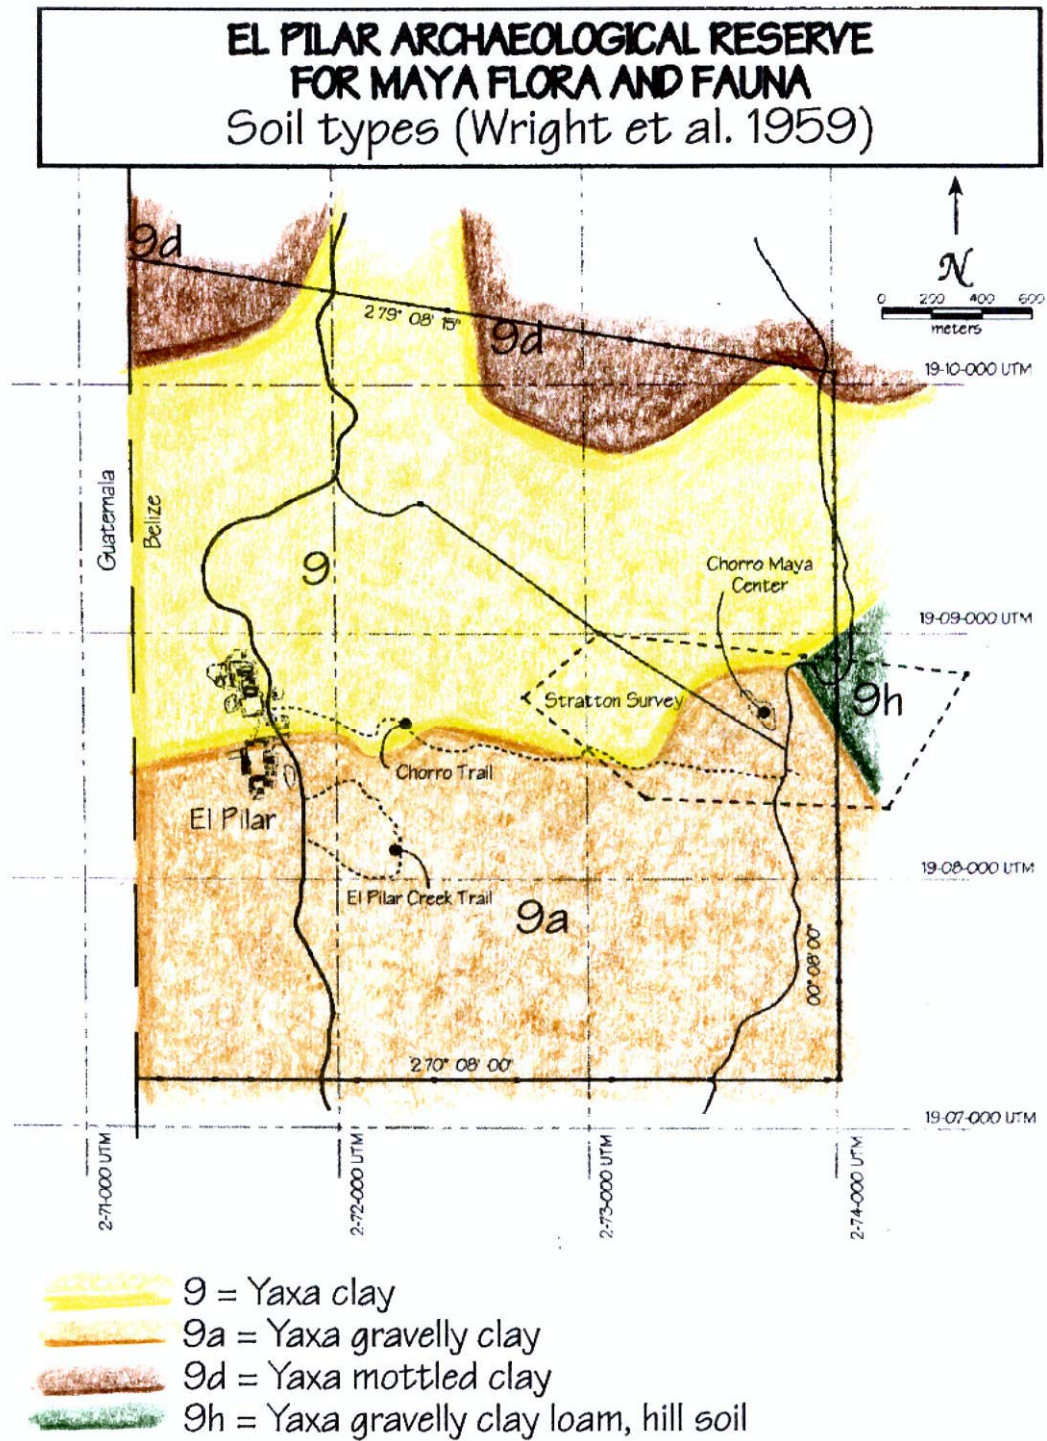 EL PILAR ARCHAEOLOGICAL RESERVE
FOR MAYA FLORA AND FAUNA
Soil types (Wright et al. 1959)
N
0 200 400 600
meters
9d
279° 08' 15"
9d
19-10-000 UTM
Guatemala
Belize
9
Chorro Maya
Center
19-09-000 UTM
Stratton Survey
9h
Chorro Trail
El Pilar
19-08-000 UTM
El Pilar Creek Trail
9a
00° 08' 00"
270° 08' 00"
19-07-000 UTM
2-71-000 UTM
2-72-000 UTM
2-73-000 UTM
2-74-000 UTM
9 = Yaxa clay
9a = Yaxa gravelly clay
9d = Yaxa mottled clay
9h = Yaxa gravelly clay loam, hill soil